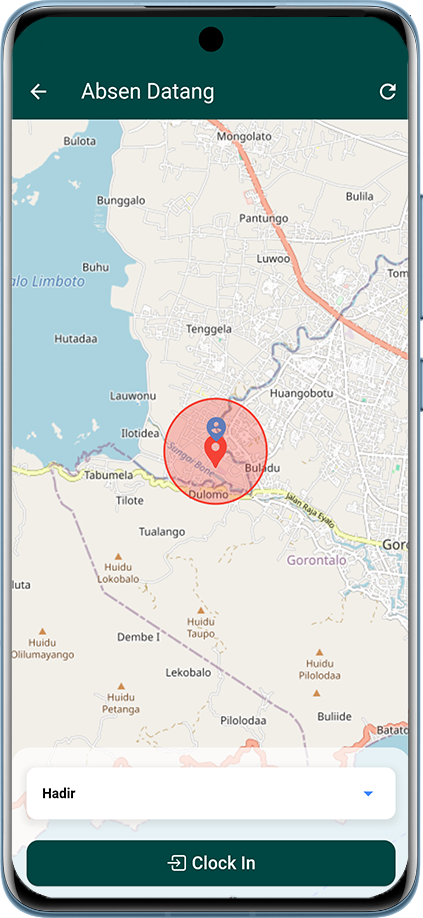 Absen Datang
Mongolato
Bulota
Bulila
Bunggalo
Pantungo
Luwoo
Buhu
Tom
alo Limboto
Tenggela
Hutadaa
Lauwonu
Huangobotu
Ilotidea
Sungai Bone
Buladu
Tabumela
Dulomo
Tilote
Jalan Raja Eyato
Tualango
Goro
Gorontalo
Huidu
Lokobalo
luta
Huidu
Taupo
Dembe I
Huidu
Olilumayango
Huidu
Pilolodaa
Lekobalo
Huidu
Petanga
Pilolodaa
Buliide
Batato
Hadir
Clock In